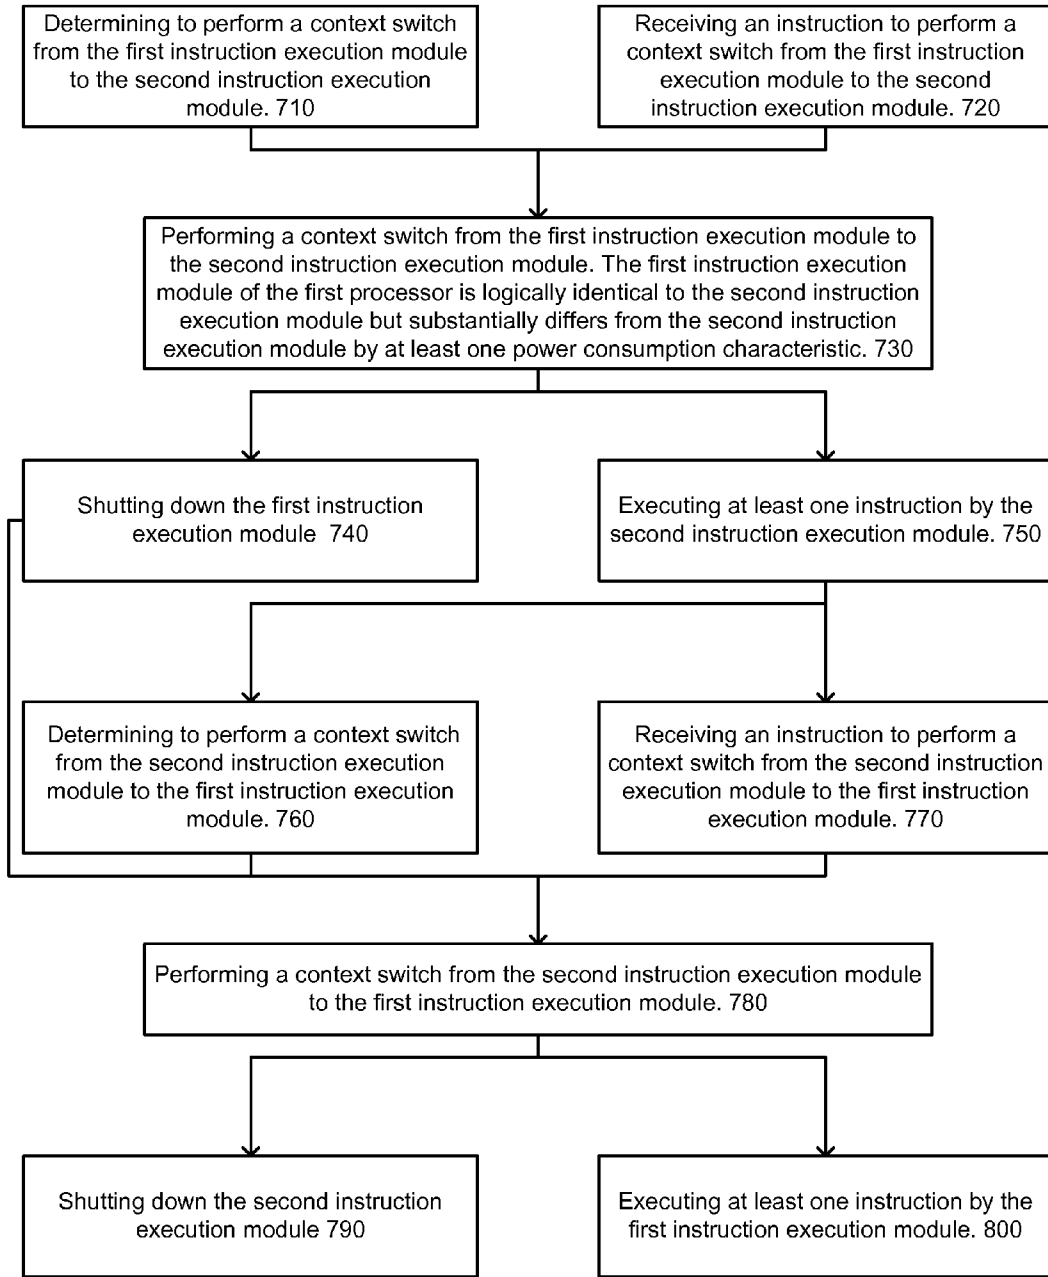 Determining to perform a context switch
from the first instruction execution module
to the second instruction execution
module. 710
Receiving an instruction to perform a
context switch from the first instruction
execution module to the second
instruction execution module. 720
Performing a context switch from the first instruction execution module to
the second instruction execution module. The first instruction execution
module of the first processor is logically identical to the second instruction
execution module but substantially differs from the second instruction
execution module by at least one power consumption characteristic. 730
Shutting down the first instruction
execution module 740
Executing at least one instruction by the
second instruction execution module. 750
Determining to perform a context switch
from the second instruction execution
module to the first instruction execution
module. 760
Receiving an instruction to perform a
context switch from the second instruction
execution module to the first instruction
execution module. 770
Performing a context switch from the second instruction execution module
to the first instruction execution module. 780
Shutting down the second instruction
execution module 790
Executing at least one instruction by the
first instruction execution module. 800